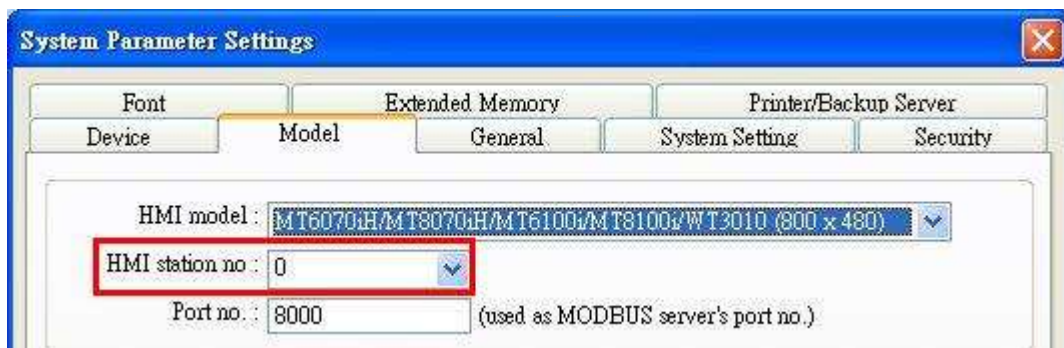 System Parameter Settings
Font Extended Memory Printer/Backup Server
Device Model General System Setting Security
HMI model : MT6070iH/MT8070iH/MT6100i/MT8100i/WT3010 (800 x 480)
HMI station no : 0
Port no. : 8000 (used as MODBUS server's port no.)